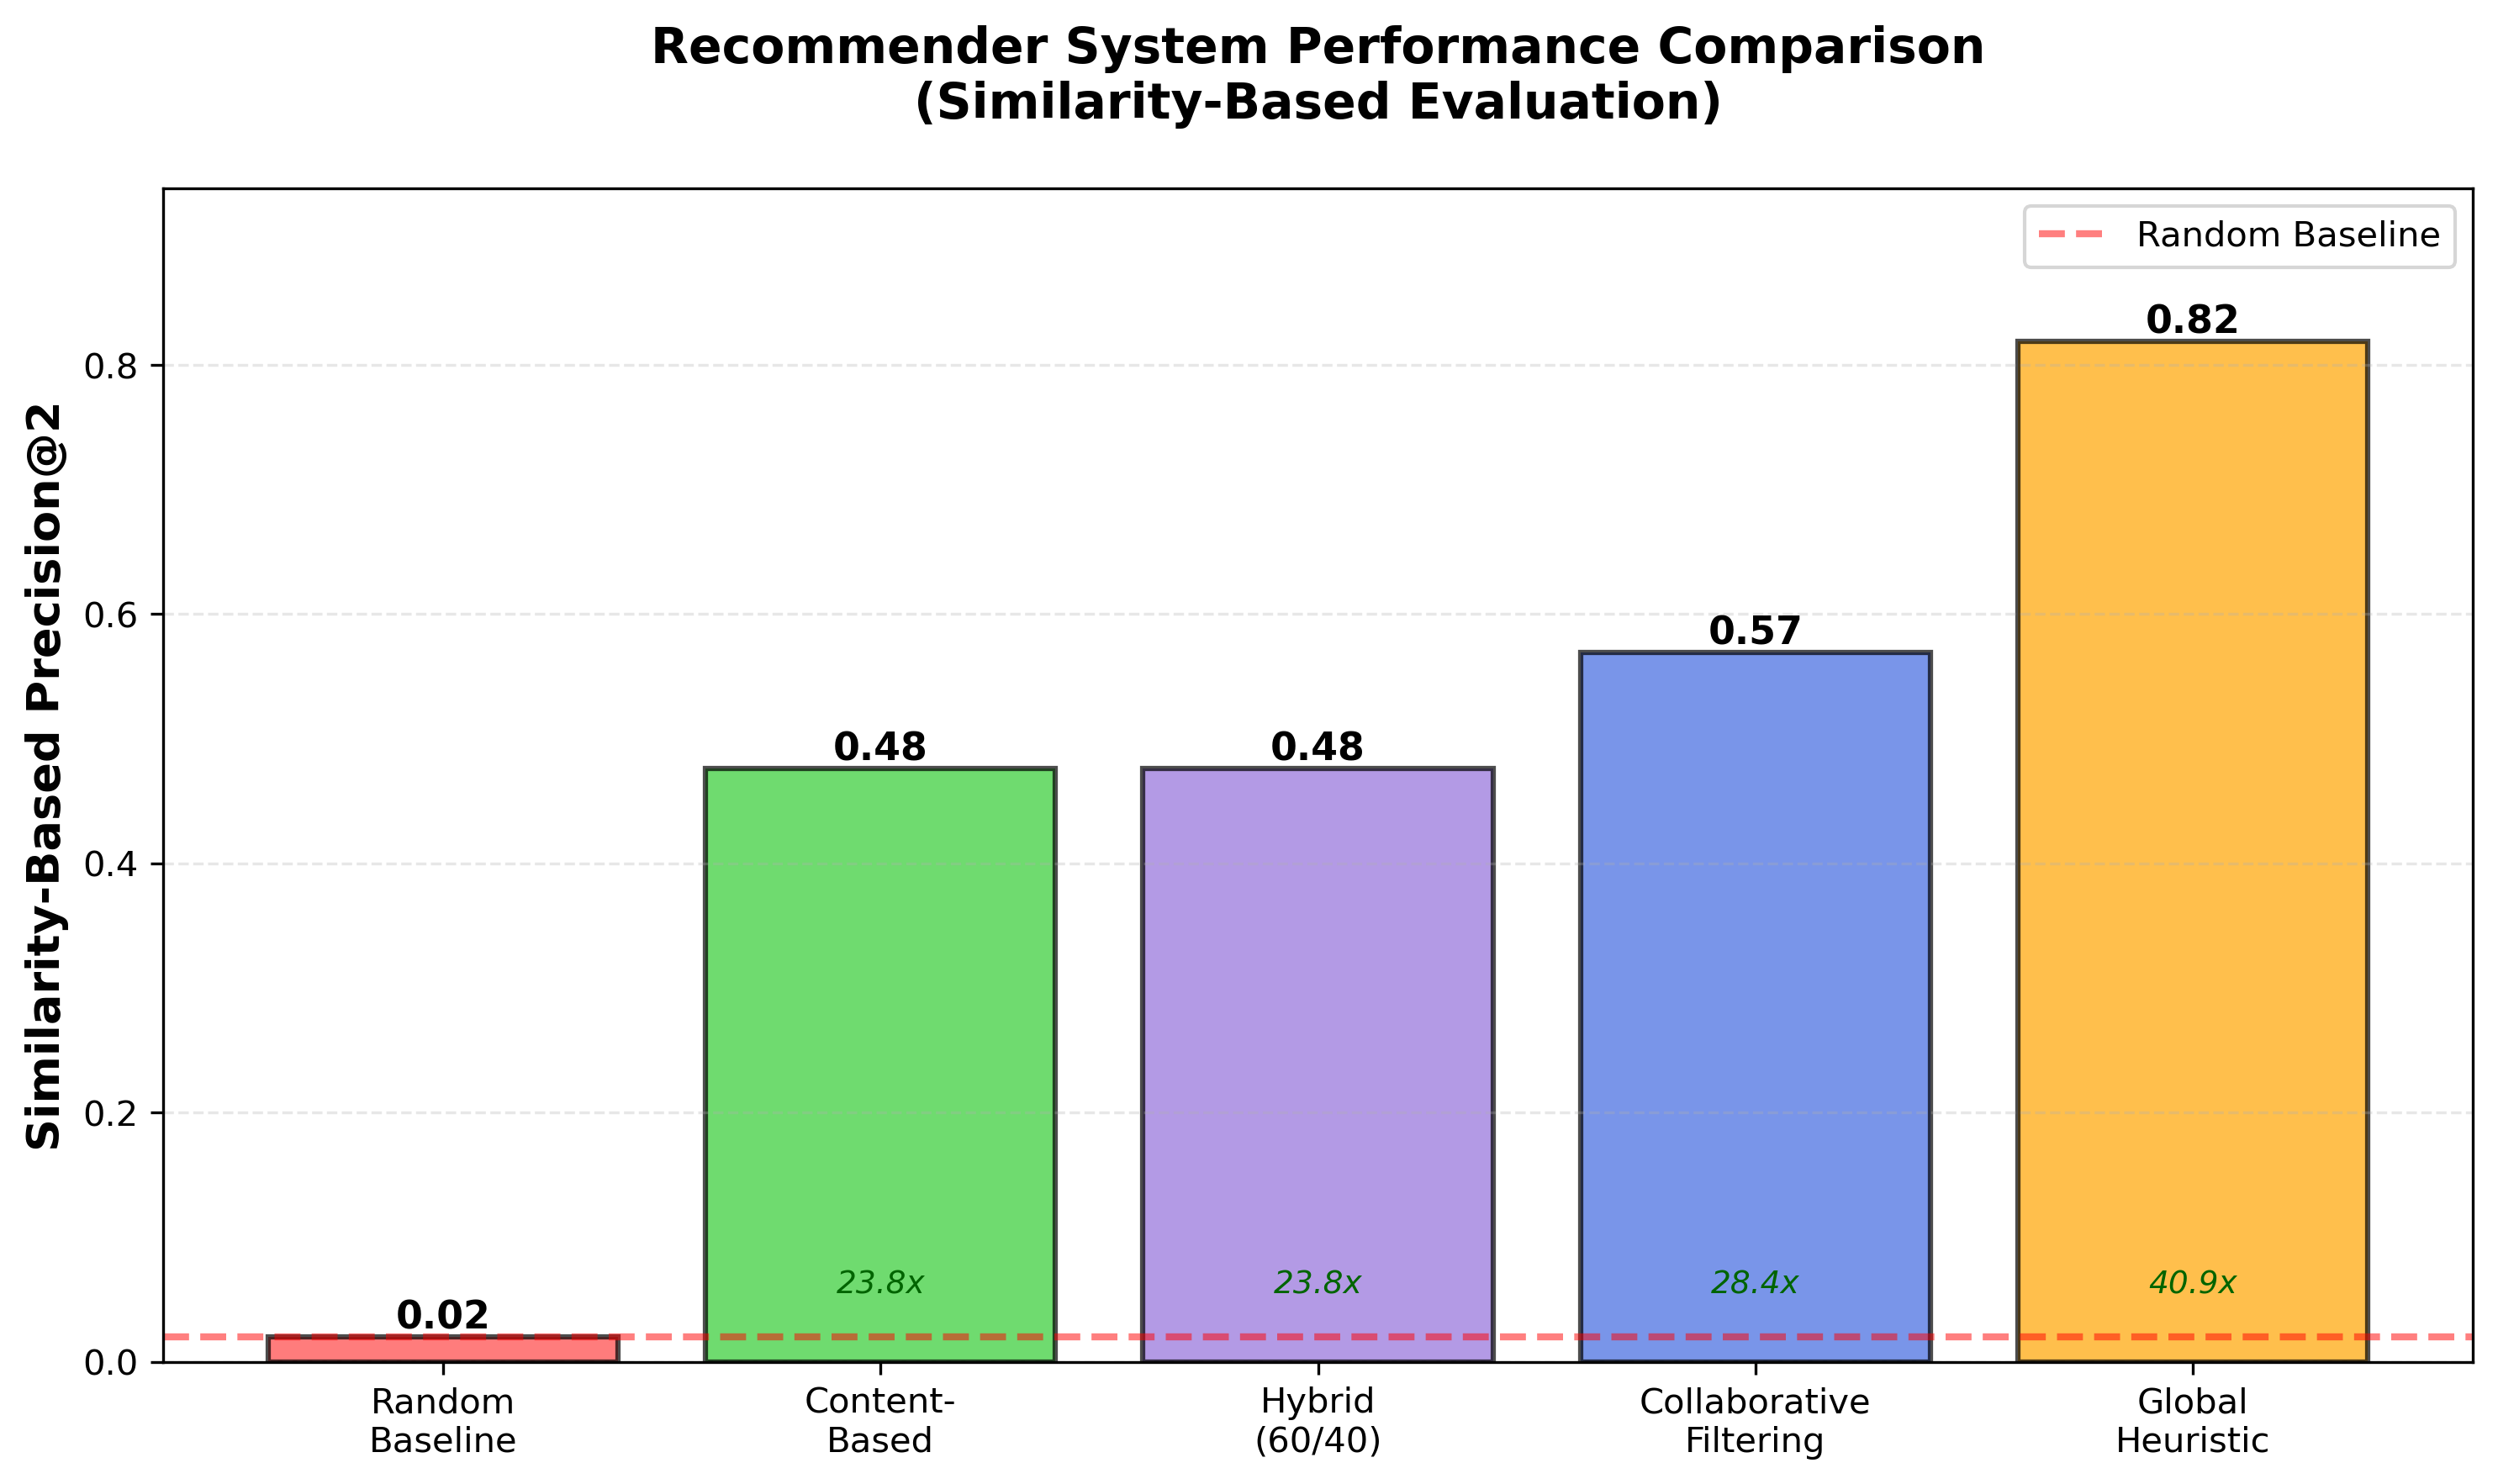 Recommender System Performance Comparison
(Similarity-Based Evaluation)
Random Baseline
Similarity-Based Precision@2
0.8
0.6
0.4
0.2
0.0
0.02
0.48
0.48
0.57
0.82
23.8x
23.8x
28.4x
40.9x
Random
Baseline
Content-
Based
Hybrid
(60/40)
Collaborative
Filtering
Global
Heuristic